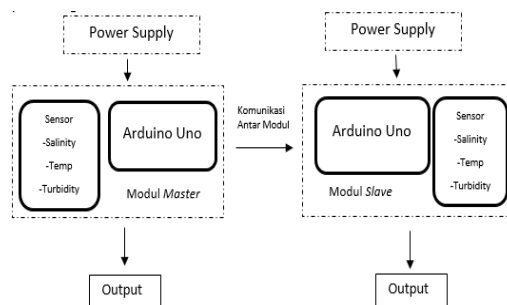 Power Supply
Power Supply
Sensor
-Salinity
-Temp
-Turbidity
Arduino Uno
Modul Master
Komunikasi
Antar Modul
Arduino Uno
Modul Slave
Sensor
-Salinity
-Temp
-Turbidity
Output
Output